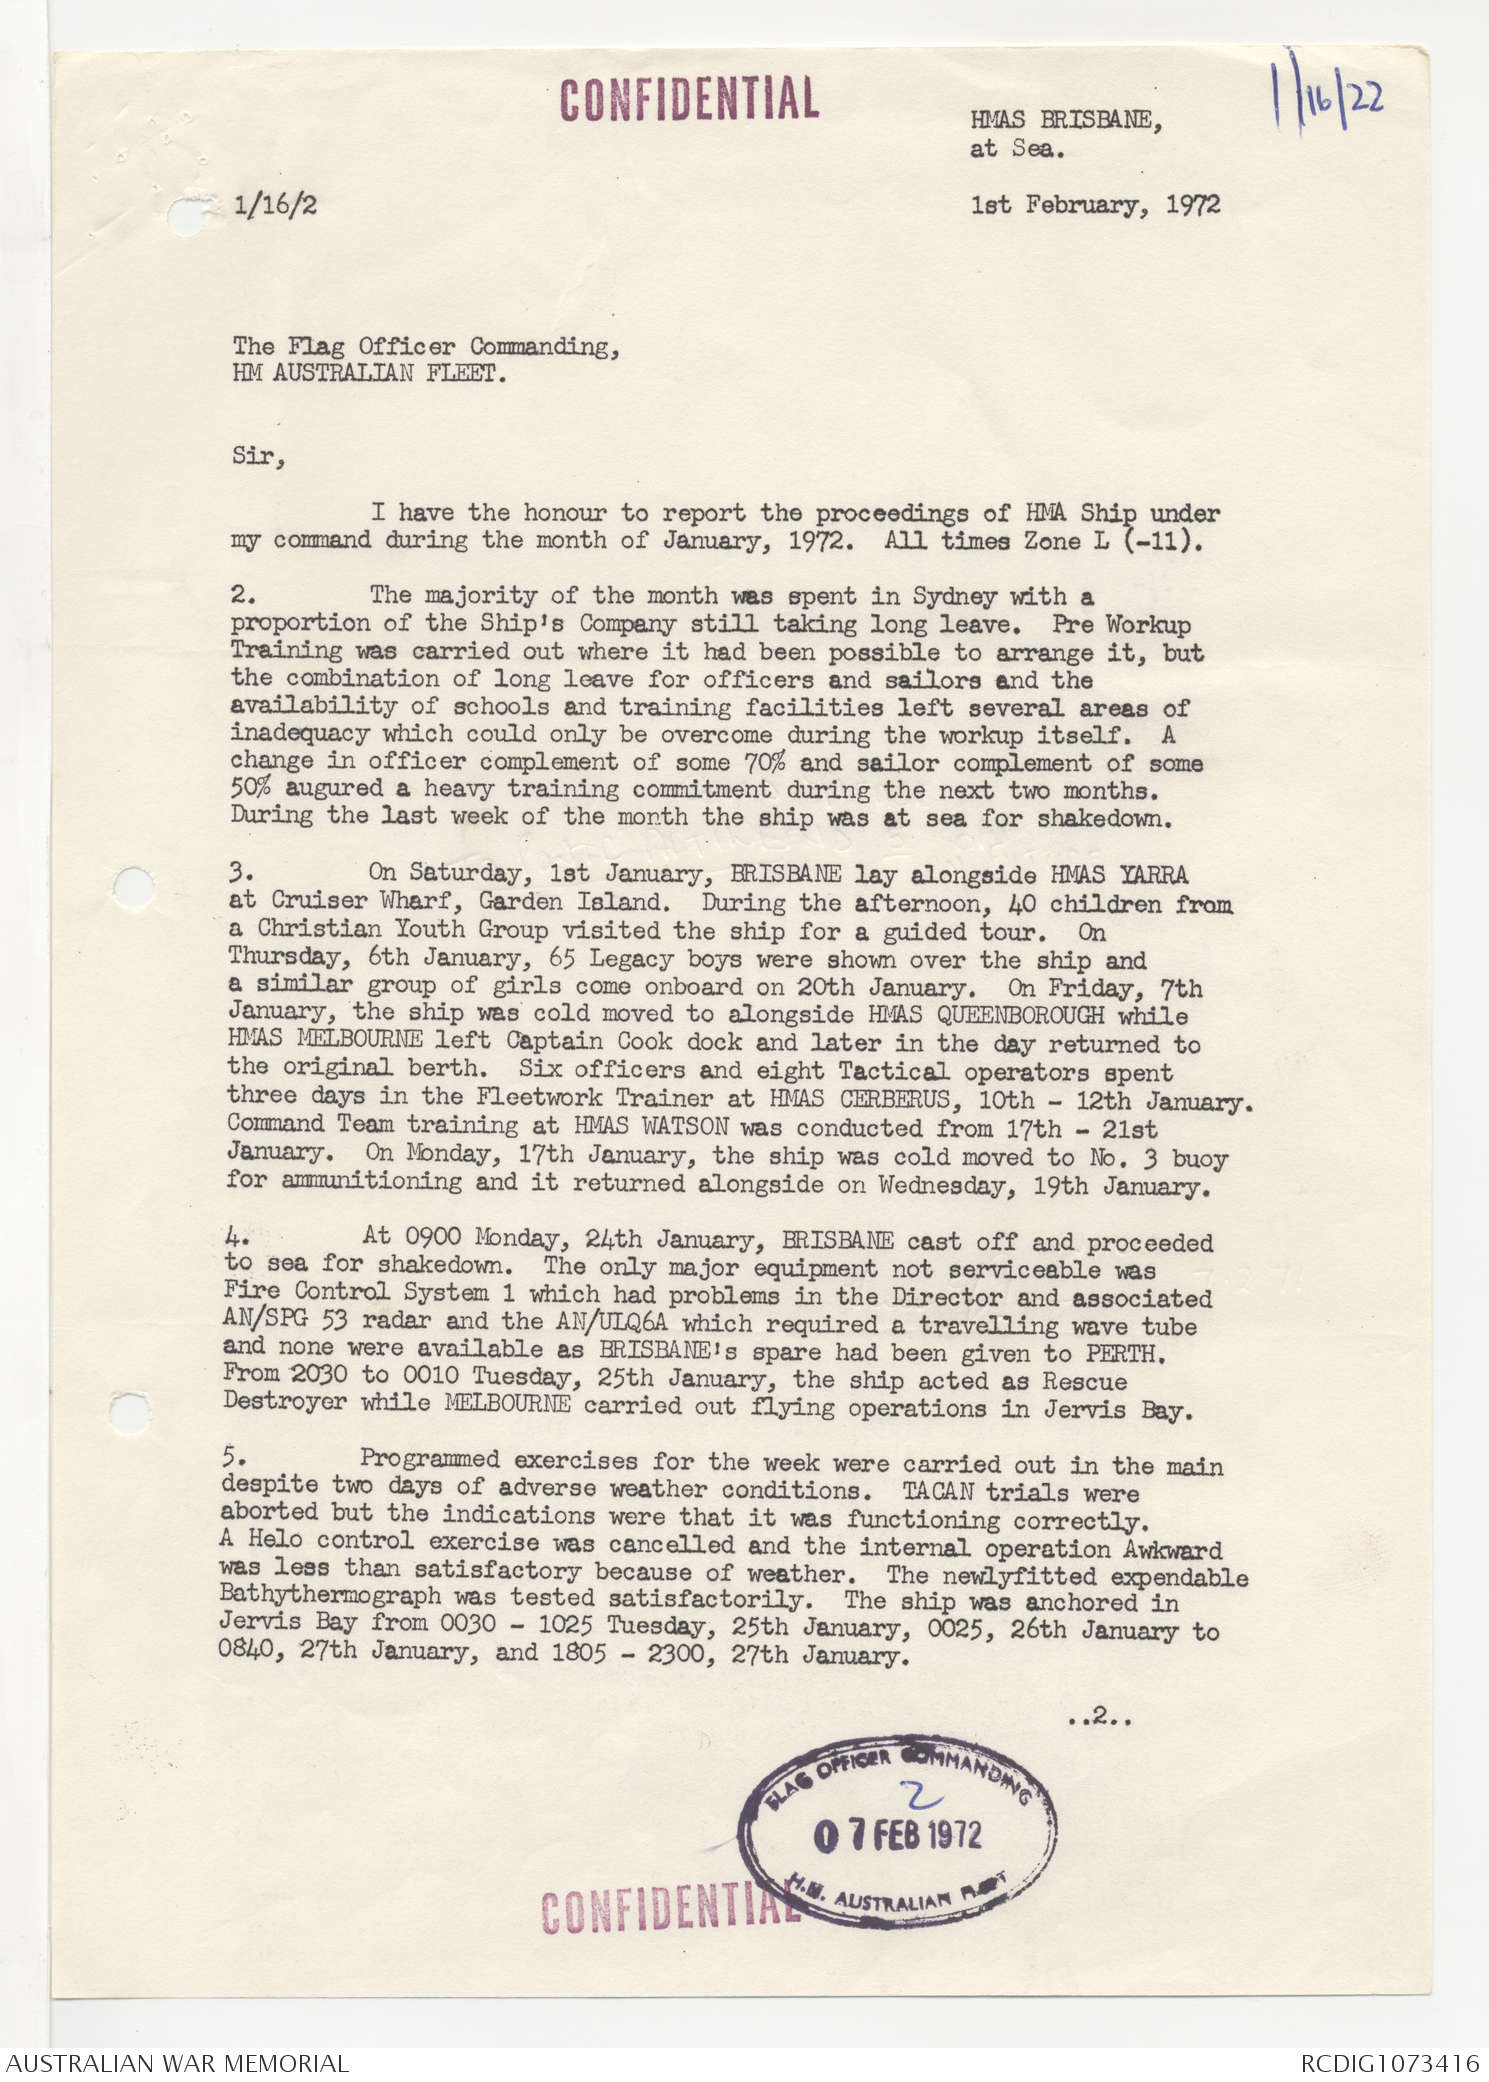 CONFIDENTIAL
1/16/22
HMAS BRISBANE,
at Sea.
1/16/2
1st February, 1972
The Flag Officer Commanding,
HM AUSTRALIAN FLEET.
Sir,
I have the honour to report the proceedings of HMA Ship under
my command during the month of January, 1972. All times Zone L (-11).
2. The majority of the month was spent in Sydney with a
proportion of the Ship's Company still taking long leave. Pre Workup
Training was carried out where it had been possible to arrange it, but
the combination of long leave for officers and sailors and the
availability of schools and training facilities left several areas of
inadequacy which could only be overcome during the workup itself. A
change in officer complement of some 70% and sailor complement of some
50% augured a heavy training commitment during the next two months.
During the last week of the month the ship was at sea for shakedown.
3. On Saturday, 1st January, BRISBANE lay alongside HMAS YARRA
at Cruiser Wharf, Garden Island. During the afternoon, 40 children from
a Christian Youth Group visited the ship for a guided tour. On
Thursday, 6th January, 65 Legacy boys were shown over the ship and
a similar group of girls come onboard on 20th January. On Friday, 7th
January, the ship was cold moved to alongside HMAS QUEENBOROUGH while
HMAS MELBOURNE left Captain Cook dock and later in the day returned to
the original berth. Six officers and eight Tactical operators spent
three days in the Fleetwork Trainer at HMAS CERBERUS, 10th - 12th January.
Command Team training at HMAS WATSON was conducted from 17th - 21st
January. On Monday, 17th January, the ship was cold moved to No. 3 buoy
for ammunitioning and it returned alongside on Wednesday, 19th January.
4. At 0900 Monday, 24th January, BRISBANE cast off and proceeded
to sea for shakedown. The only major equipment not serviceable was
Fire Control System 1 which had problems in the Director and associated
AN/SPG 53 radar and the AN/ULQ6A which required a travelling wave tube
and none were available as BRISBANE's spare had been given to PERTH.
From 2030 to 0010 Tuesday, 25th January, the ship acted as Rescue
Destroyer while MELBOURNE carried out flying operations in Jervis Bay.
5. Programmed exercises for the week were carried out in the main
despite two days of adverse weather conditions. TACAN trials were
aborted but the indications were that it was functioning correctly.
A Helo control exercise was cancelled and the internal operation Awkward
was less than satisfactory because of weather. The newlyfitted expendable
Bathythermograph was tested satisfactorily. The ship was anchored in
Jervis Bay from 0030 - 1025 Tuesday, 25th January, 0025, 26th January to
0840, 27th January, and 1805 - 2300, 27th January.
..2..
FLAG OFFICER COMMANDING
2
07 FEB 1972
H.M. AUSTRALIAN FLEET
CONFIDENTIAL
AUSTRALIAN WAR MEMORIAL
RCDIG1073416